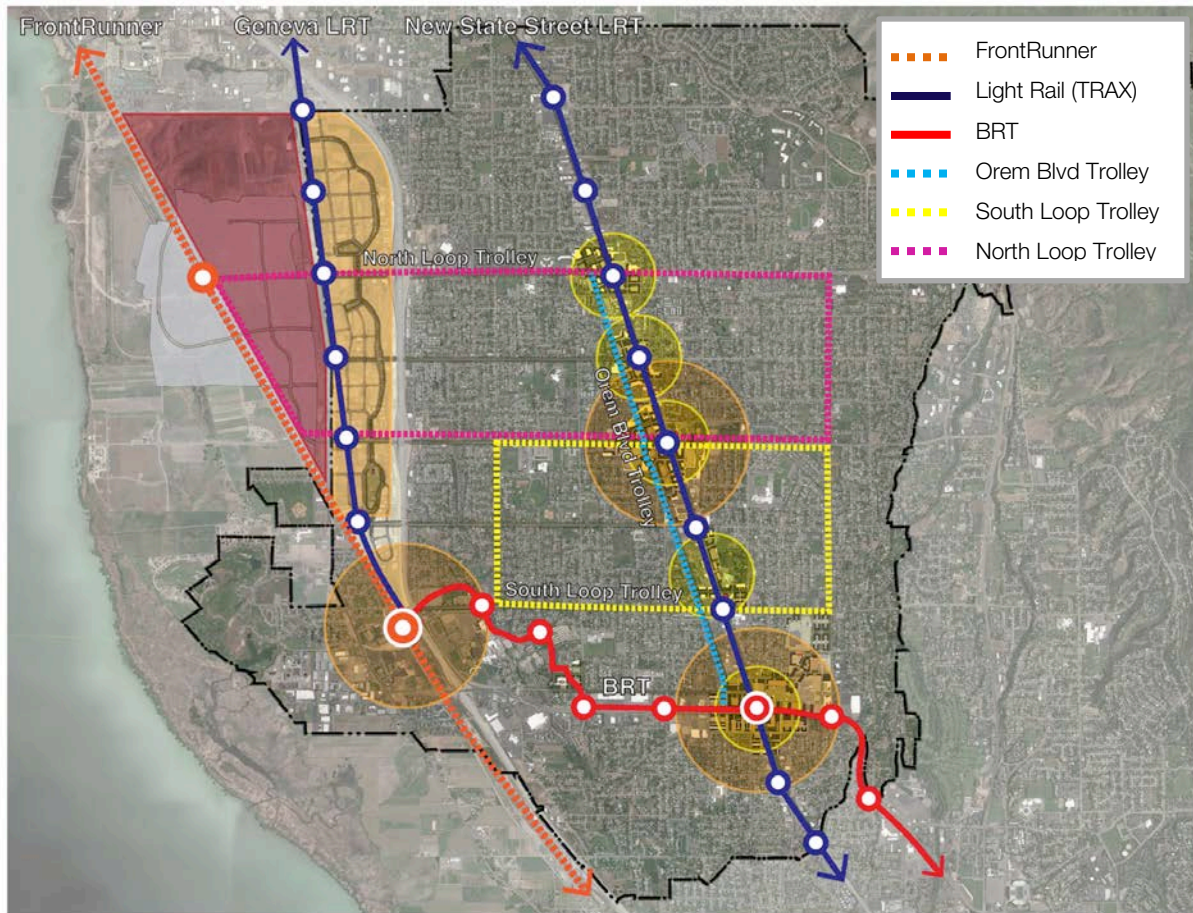 FrontRunner
Geneva LRT
New State Street LRT
FrontRunner
Light Rail (TRAX)
BRT
Orem Blvd Trolley
South Loop Trolley
North Loop Trolley
North Loop Trolley
Orem Blvd Trolley
South Loop Trolley
BRT